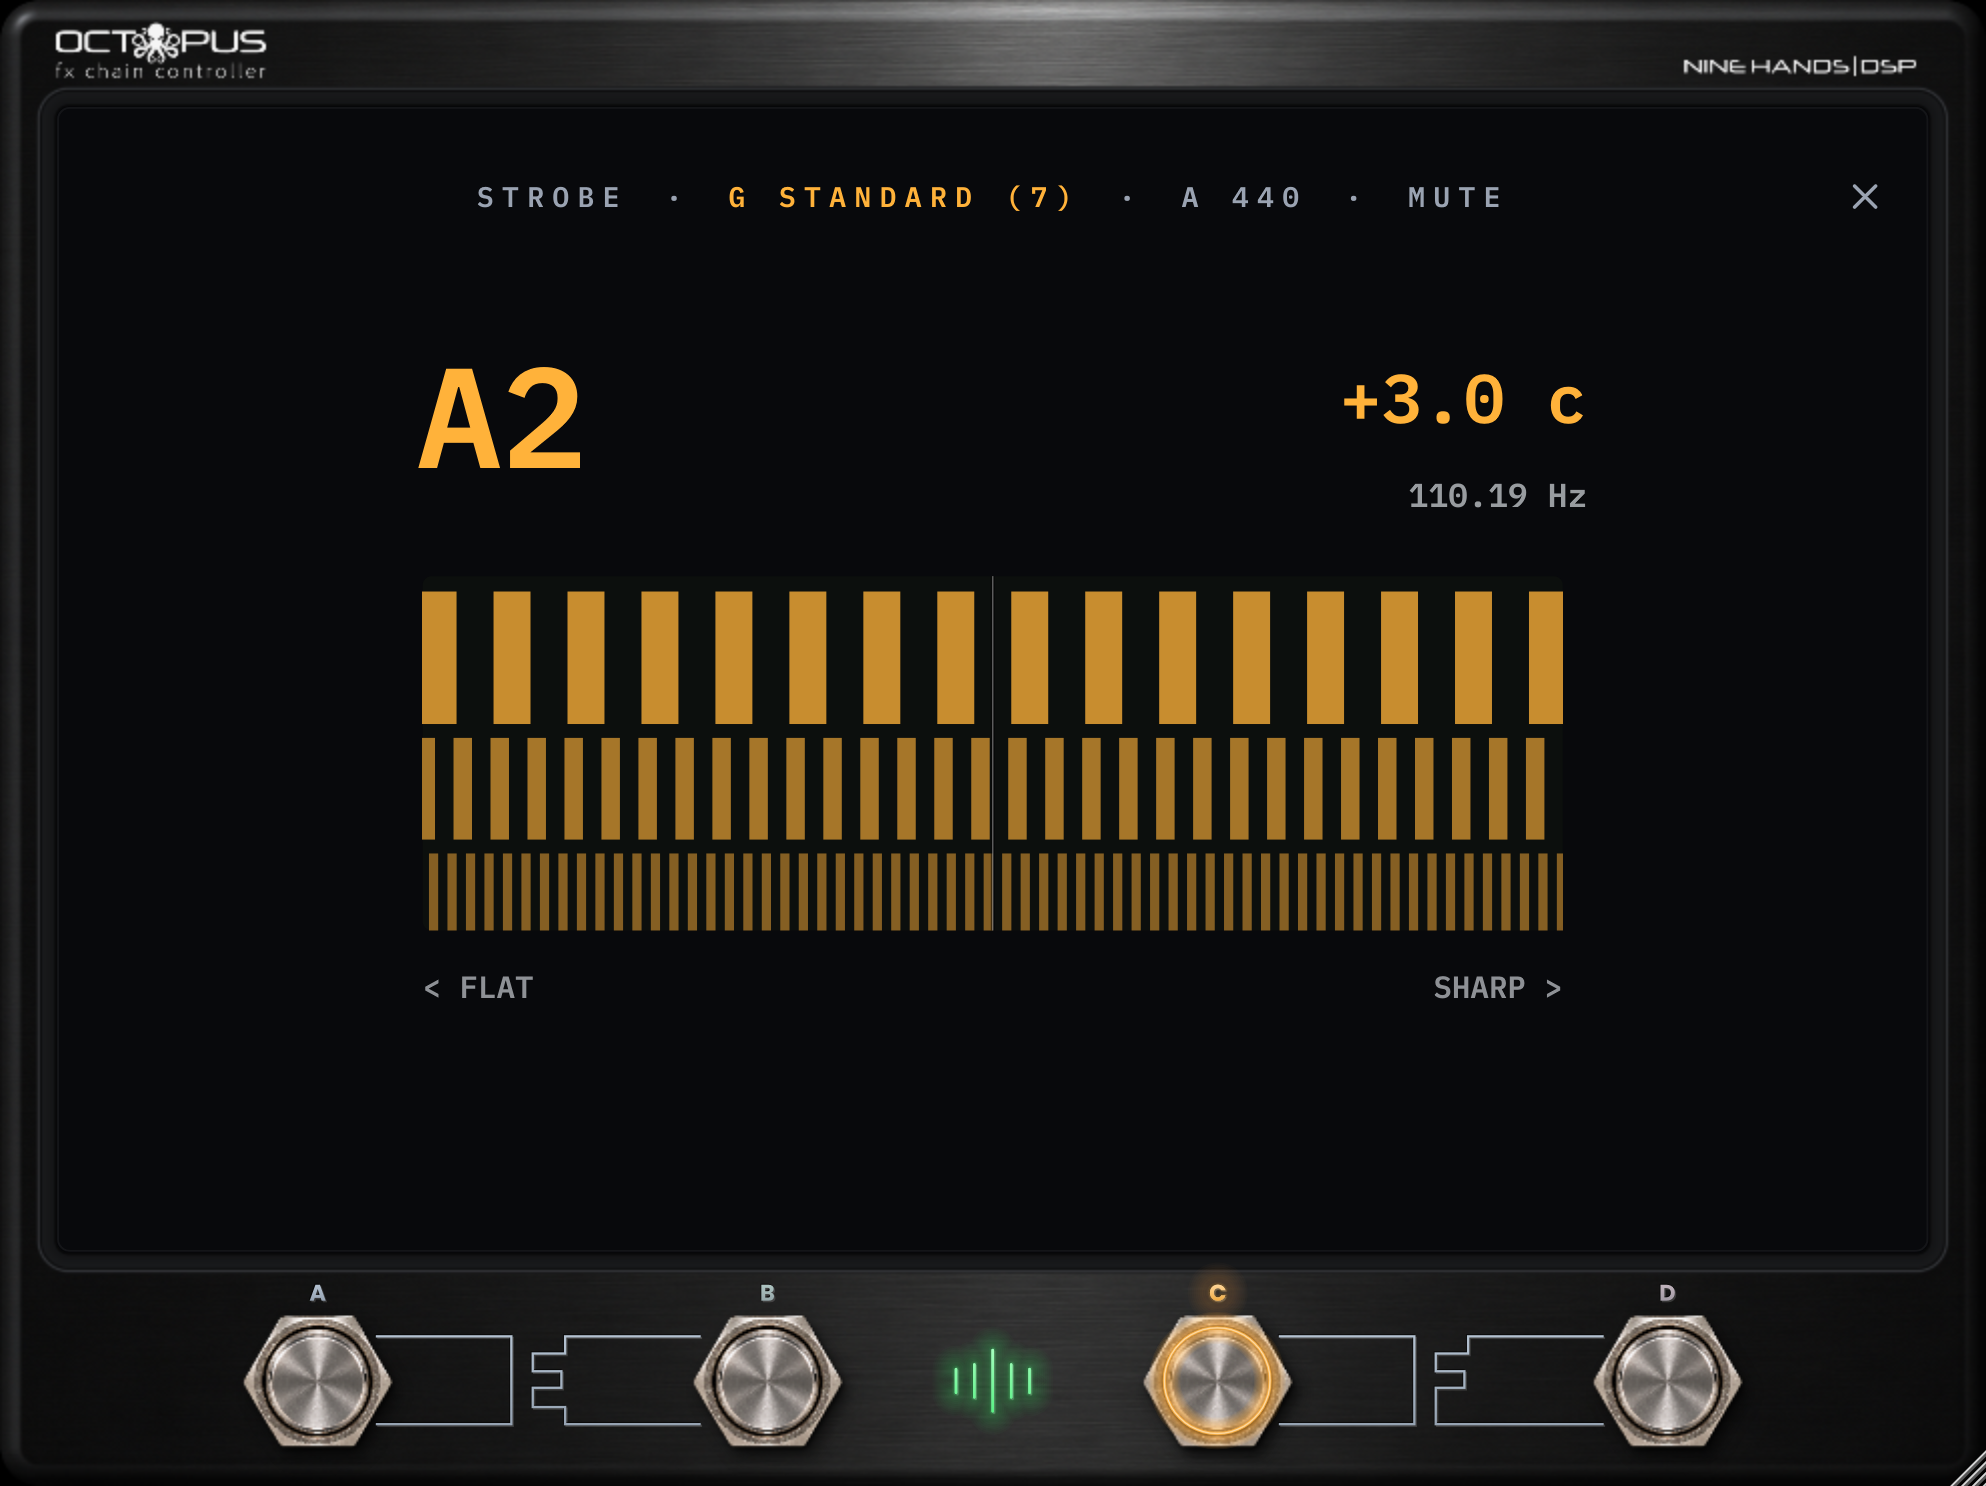 OCTOPUS
fx chain controller
NINE HANDS|DSP
STROBE · G STANDARD (7) · A 440 · MUTE
A2
+3.0 c
110.19 Hz
< FLAT
SHARP >
A
B
C
D